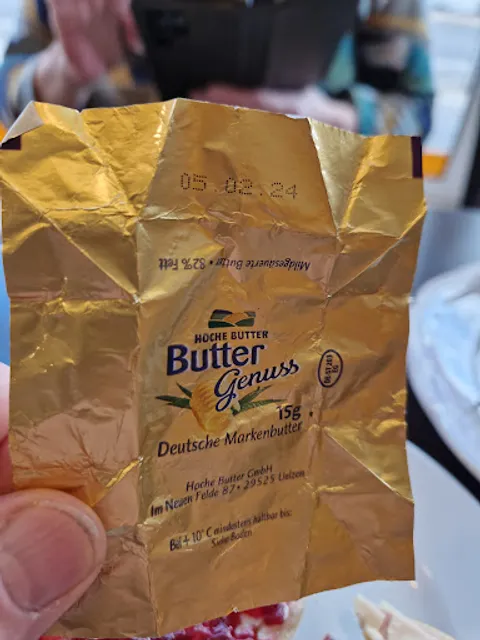 05.02.24
Mildgesäuerte Butter • 82% Fett
HOCHE BUTTER
Butter
Genuss
15g
Deutsche Markenbutter
Hoche Butter GmbH
Im Neuen Felde 87 • 29525 Uelzen
Bei + 10° C mindestens haltbar bis:
Siehe Boden